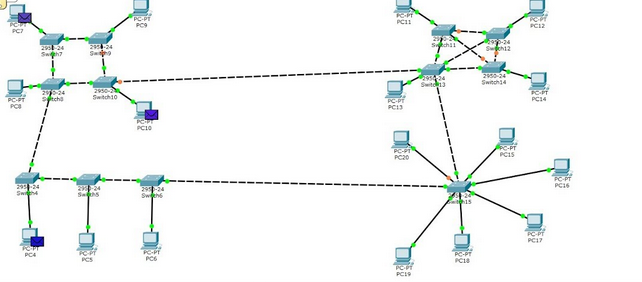 PC-PT
PC7
PC-PT
PC9
2950-24
Switch7
2950-24
Switch9
PC-PT
PC8
2950-24
Switch8
2950-24
Switch10
PC-PT
PC10
PC11
PC-PT
PC12
2950-24
Switch11
2950-24
Switch12
2950-24
Switch13
2950-24
Switch14
PC-PT
PC13
PC-PT
PC14
2950-24
Switch4
2950-24
Switch5
2950-24
Switch6
PC-PT
PC4
PC-PT
PC5
PC-PT
PC6
PC-PT
PC20
PC-PT
PC15
PC-PT
PC16
2950-24
Switch15
PC-PT
PC17
PC-PT
PC18
PC-PT
PC19